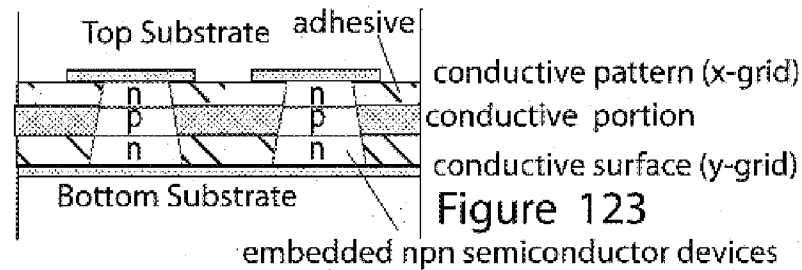 Top Substrate
adhesive
conductive pattern (x-grid)
n n
p p
conductive portion
n n
conductive surface (y-grid)
Bottom Substrate
Figure 123
embedded npn semiconductor devices